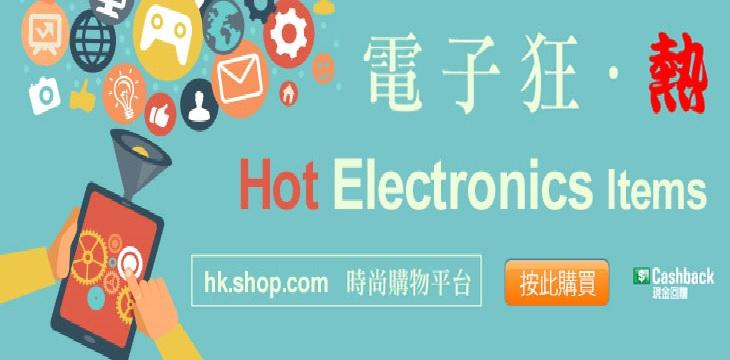 電子狂·熱
Hot Electronics Items
hk.shop.com 時尚購物平台
按此購買
$ Cashback
現金回贈